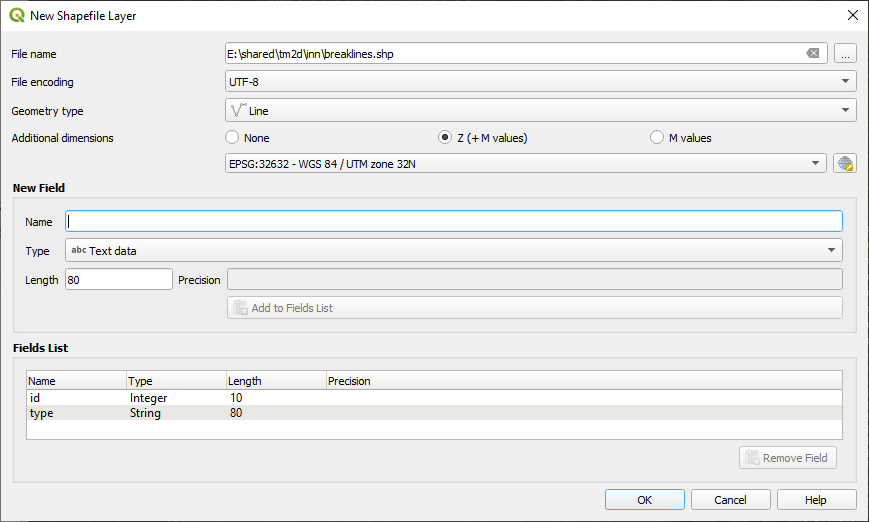 New Shapefile Layer
File name E:\shared\tm2d\inn\breaklines.shp ...
File encoding UTF-8
Geometry type Line
Additional dimensions None Z (+ M values) M values
EPSG:32632 - WGS 84 / UTM zone 32N
New Field
Name
Type abc Text data
Length 80 Precision
Add to Fields List
Fields List
Name Type Length Precision
id Integer 10
type String 80
Remove Field
OK Cancel Help